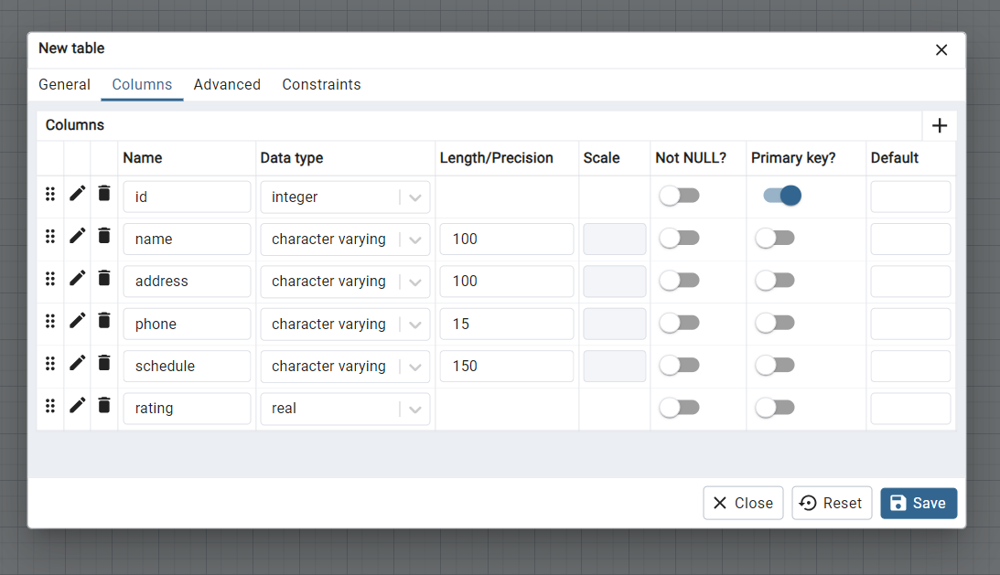 New table
General Columns Advanced Constraints
Columns
Name Data type Length/Precision Scale Not NULL? Primary key? Default
id integer
name character varying 100
address character varying 100
phone character varying 15
schedule character varying 150
rating real
Close Reset Save